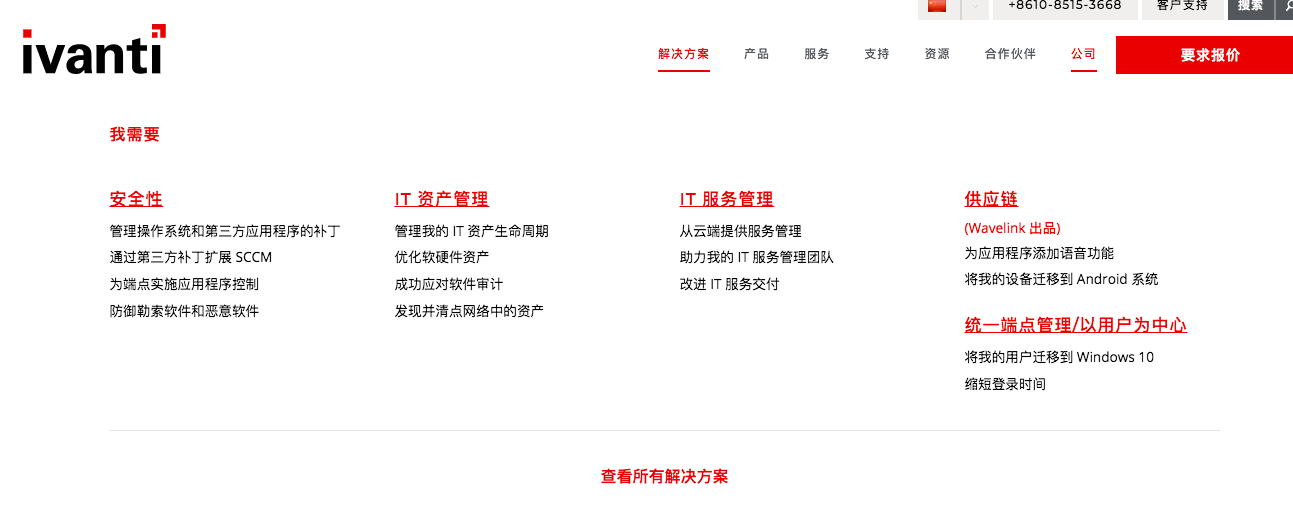 +8610-8515-3668
客户支持
搜索
ivanti
解决方案
产品
服务
支持
资源
合作伙伴
公司
要求报价
我需要
安全性
管理操作系统和第三方应用程序的补丁
通过第三方补丁扩展 SCCM
为端点实施应用程序控制
防御勒索软件和恶意软件
IT 资产管理
管理我的 IT 资产生命周期
优化软硬件资产
成功应对软件审计
发现并清点网络中的资产
IT 服务管理
从云端提供服务管理
助力我的 IT 服务管理团队
改进 IT 服务交付
供应链
(Wavelink 出品)
为应用程序添加语音功能
将我的设备迁移到 Android 系统
统一端点管理/以用户为中心
将我的用户迁移到 Windows 10
缩短登录时间
查看所有解决方案